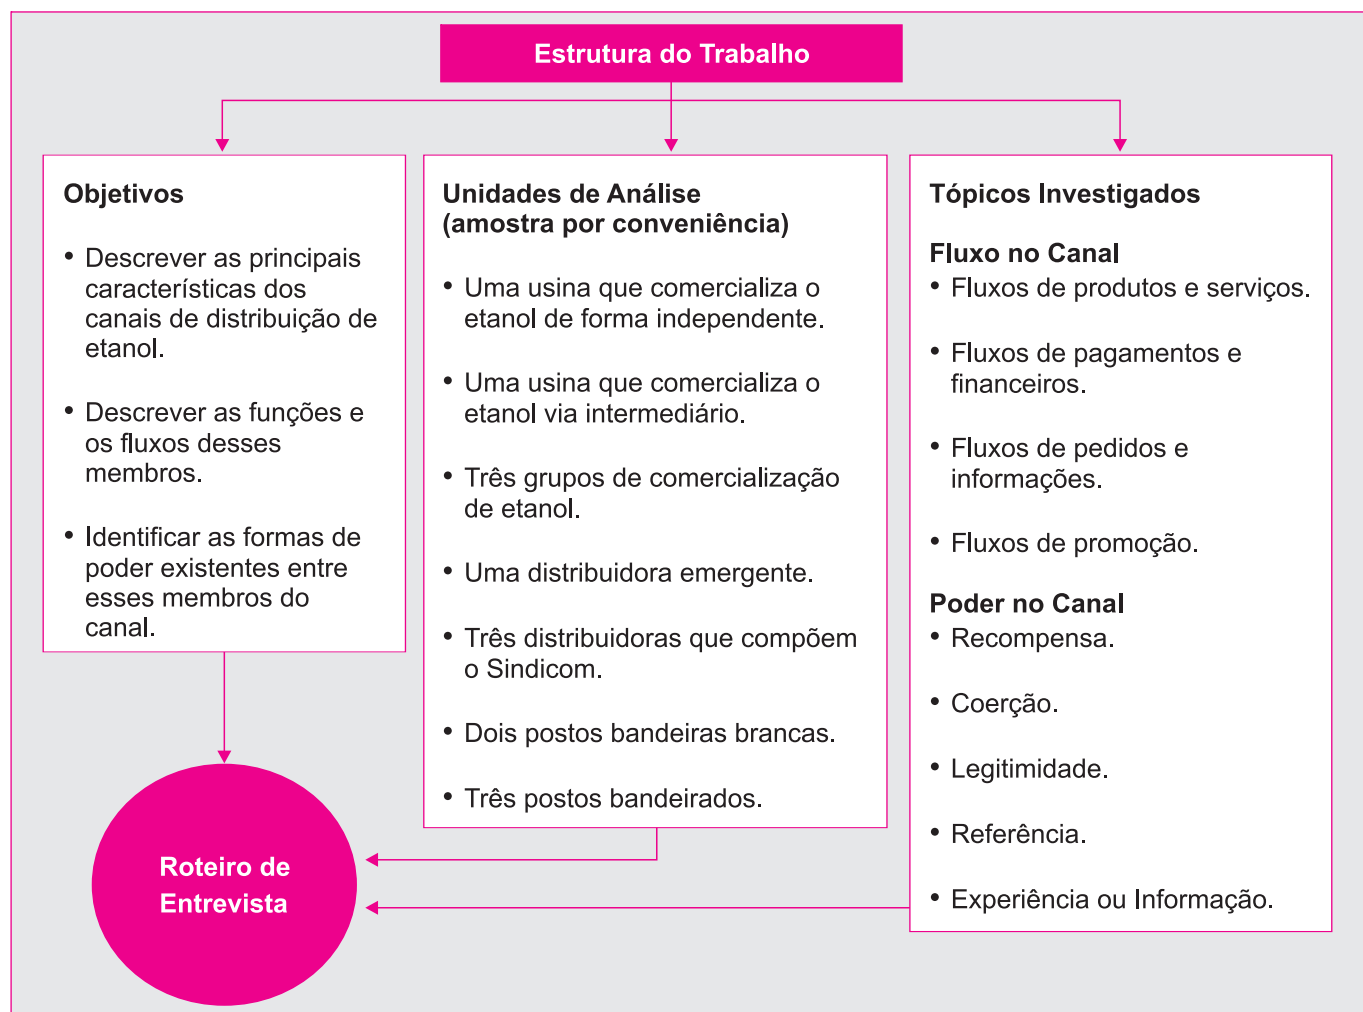 Estrutura do Trabalho
Objetivos
• Descrever as principais
características dos
canais de distribuição de
etanol.
• Descrever as funções e
os fluxos desses
membros.
• Identificar as formas de
poder existentes entre
esses membros do
canal.
Unidades de Análise
(amostra por conveniência)
• Uma usina que comercializa o
etanol de forma independente.
• Uma usina que comercializa o
etanol via intermediário.
• Três grupos de comercialização
de etanol.
• Uma distribuidora emergente.
• Três distribuidoras que compõem
o Sindicom.
• Dois postos bandeiras brancas.
• Três postos bandeirados.
Tópicos Investigados
Fluxo no Canal
• Fluxos de produtos e serviços.
• Fluxos de pagamentos e
financeiros.
• Fluxos de pedidos e
informações.
• Fluxos de promoção.
Poder no Canal
• Recompensa.
• Coerção.
• Legitimidade.
• Referência.
• Experiência ou Informação.
Roteiro de
Entrevista